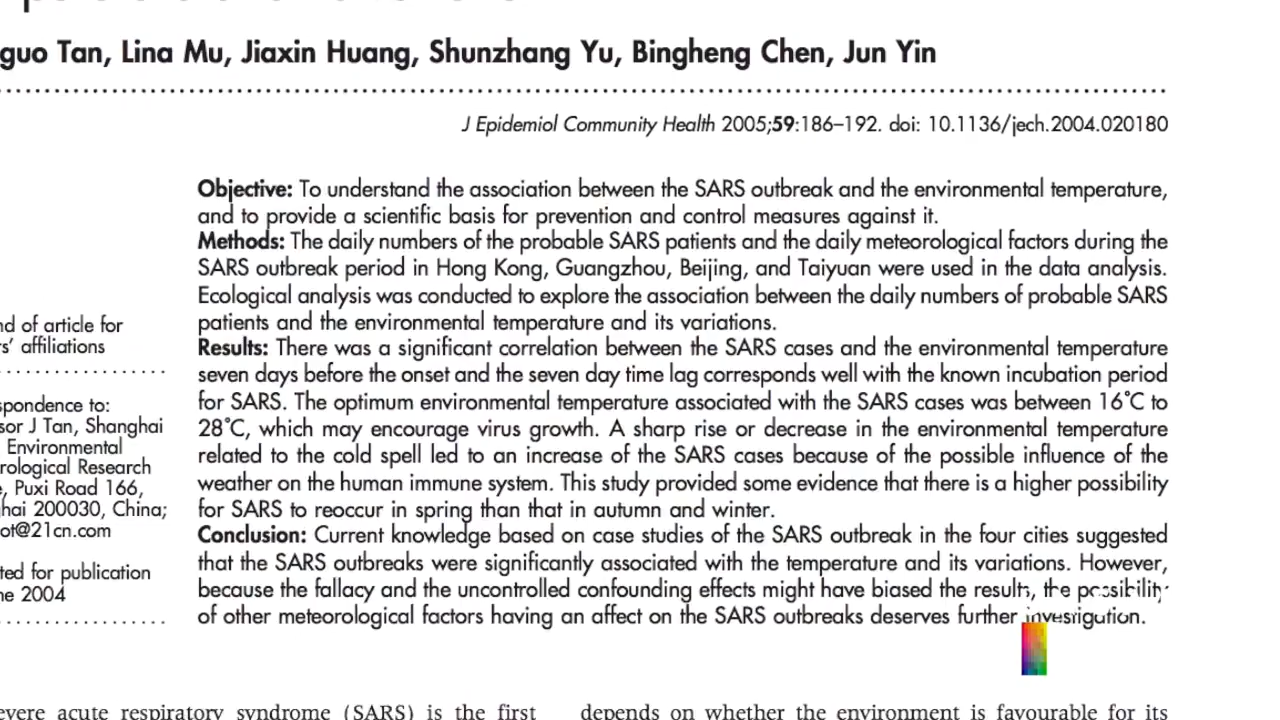 guo Tan, Lina Mu, Jiaxin Huang, Shunzhang Yu, Bingheng Chen, Jun Yin
J Epidemiol Community Health 2005;59:186–192. doi: 10.1136/jech.2004.020180
Objective: To understand the association between the SARS outbreak and the environmental temperature,
and to provide a scientific basis for prevention and control measures against it.
Methods: The daily numbers of the probable SARS patients and the daily meteorological factors during the
SARS outbreak period in Hong Kong, Guangzhou, Beijing, and Taiyuan were used in the data analysis.
Ecological analysis was conducted to explore the association between the daily numbers of probable SARS
patients and the environmental temperature and its variations.
Results: There was a significant correlation between the SARS cases and the environmental temperature
seven days before the onset and the seven day time lag corresponds well with the known incubation period
for SARS. The optimum environmental temperature associated with the SARS cases was between 16˚C to
28˚C, which may encourage virus growth. A sharp rise or decrease in the environmental temperature
related to the cold spell led to an increase of the SARS cases because of the possible influence of the
weather on the human immune system. This study provided some evidence that there is a higher possibility
for SARS to reoccur in spring than that in autumn and winter.
Conclusion: Current knowledge based on case studies of the SARS outbreak in the four cities suggested
that the SARS outbreaks were significantly associated with the temperature and its variations. However,
because the fallacy and the uncontrolled confounding effects might have biased the results, the possibility
of other meteorological factors having an affect on the SARS outbreaks deserves further investigation.
nd of article for
rs' affiliations
spondence to:
sor J Tan, Shanghai
Environmental
rological Research
e, Puxi Road 166,
ghai 200030, China;
ot@21cn.com
ted for publication
ne 2004
evere acute respiratory syndrome (SARS) is the first
depends on whether the environment is favourable for its